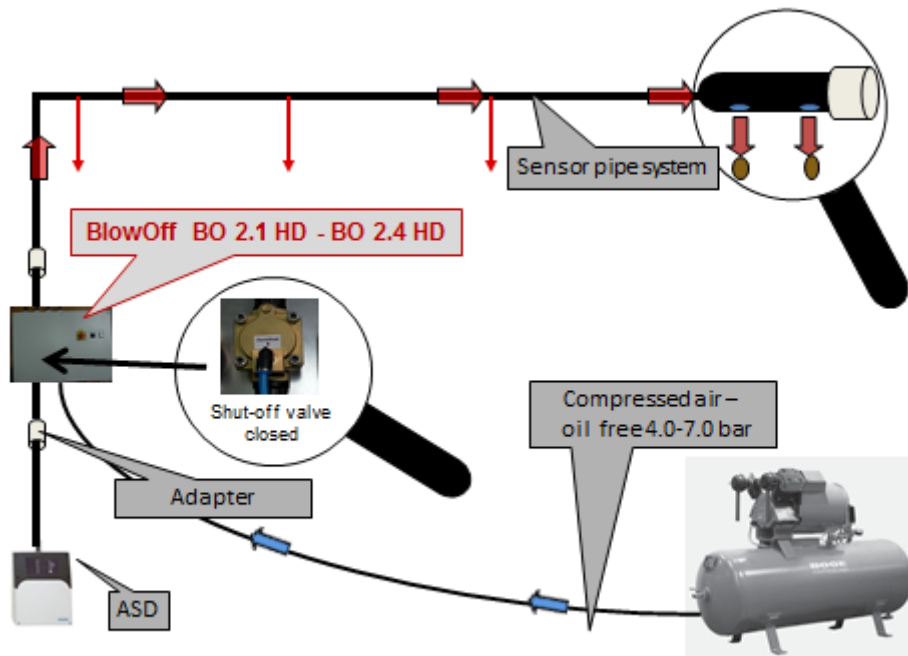 Sensor pipe system
BlowOff BO 2.1 HD - BO 2.4 HD
Shut-off valve
closed
Compressed air –
oil free 4.0-7.0 bar
Adapter
BOGE
ASD